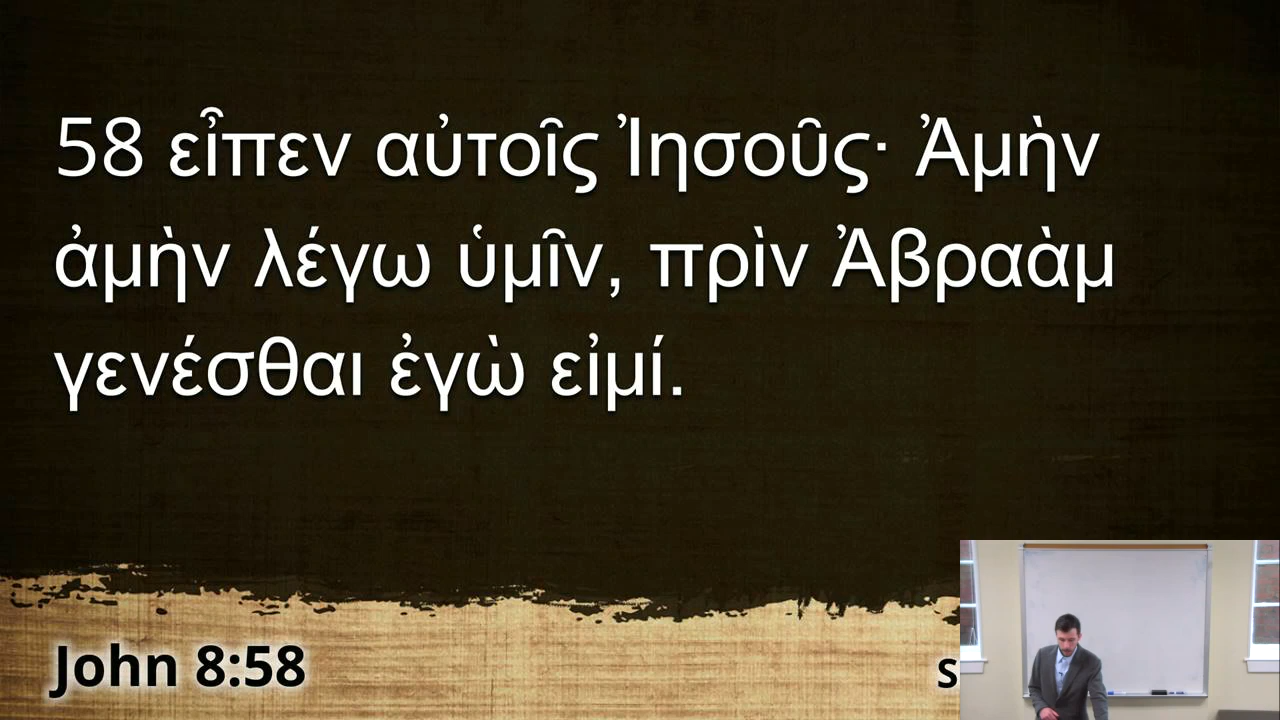 58 εἶπεν αὐτοῖς Ἰησοῦς· Ἀμὴν
ἀμὴν λέγω ὑμῖν, πρὶν Ἀβραὰμ
γενέσθαι ἐγὼ εἰμί.
John 8:58